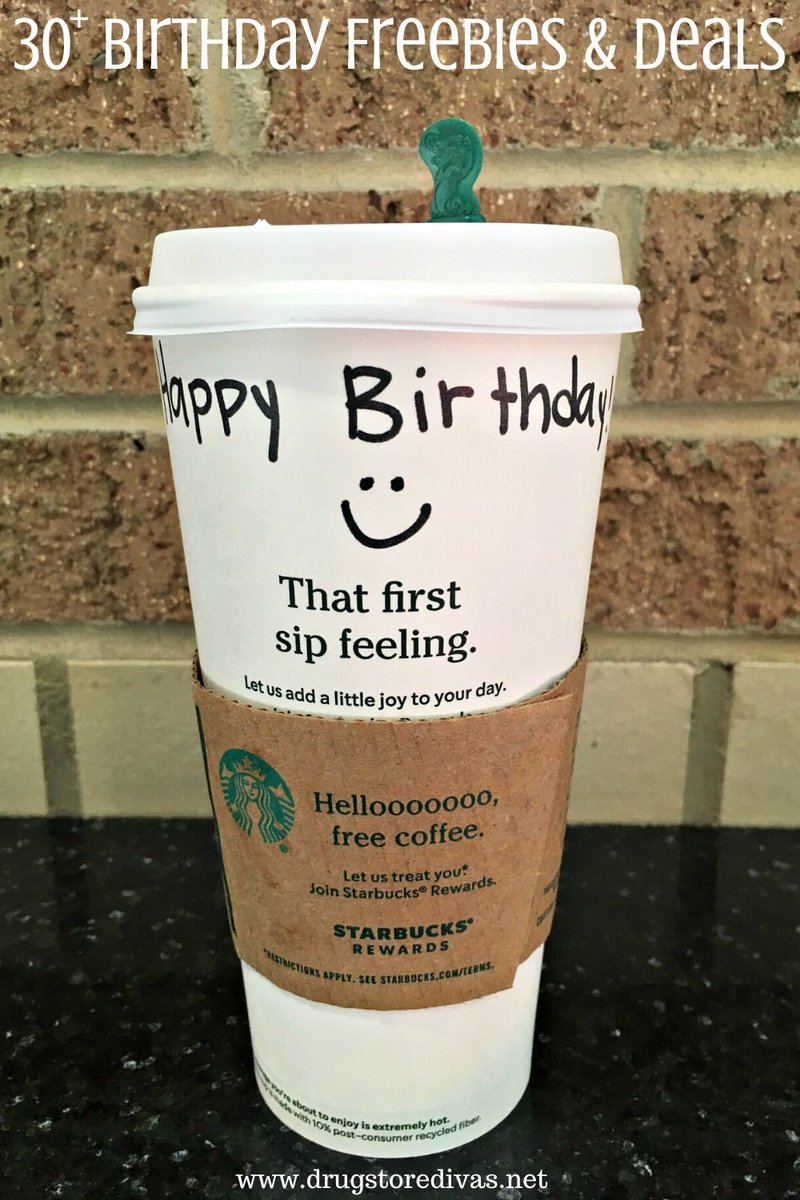 30+ Birthday Freebies & Deals
Happy Birthday!
That first
sip feeling.
Let us add a little joy to your day.
Hellooooooo,
free coffee.
Let us treat you.*
Join Starbucks® Rewards.
STARBUCKS®
REWARDS
*RESTRICTIONS APPLY. SEE STARBUCKS.COM/TERMS.
you're about to enjoy is extremely hot.
made with 10% post-consumer recycled fiber.
www.drugstoredivas.net